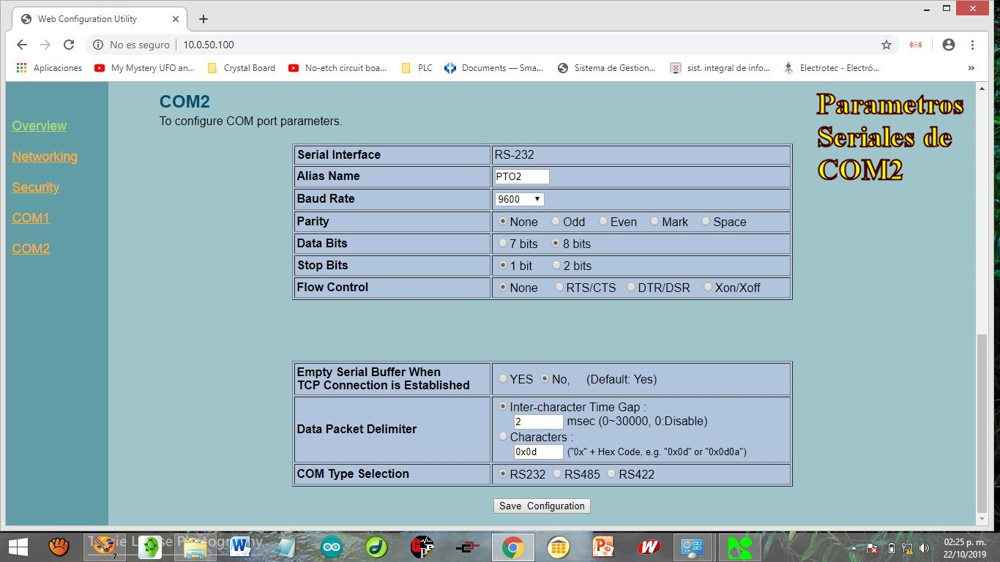 Web Configuration Utility
No es seguro | 10.0.50.100
Aplicaciones My Mystery UFO an... Crystal Board No-etch circuit boa... PLC Documents — Sma... Sistema de Gestion... sist. integral de info... Electrotec - Electró... »
Overview
Networking
Security
COM1
COM2
COM2
To configure COM port parameters.
Parametros
Seriales de
COM2
Serial Interface RS-232
Alias Name PTO2
Baud Rate 9600
Parity None Odd Even Mark Space
Data Bits 7 bits 8 bits
Stop Bits 1 bit 2 bits
Flow Control None RTS/CTS DTR/DSR Xon/Xoff
Empty Serial Buffer When
TCP Connection is Established YES No, (Default: Yes)
Data Packet Delimiter
Inter-character Time Gap :
2 msec (0~30000, 0:Disable)
Characters :
0x0d ("0x" + Hex Code, e.g. "0x0d" or "0x0d0a")
COM Type Selection RS232 RS485 RS422
Save Configuration
02:25 p. m.
22/10/2019